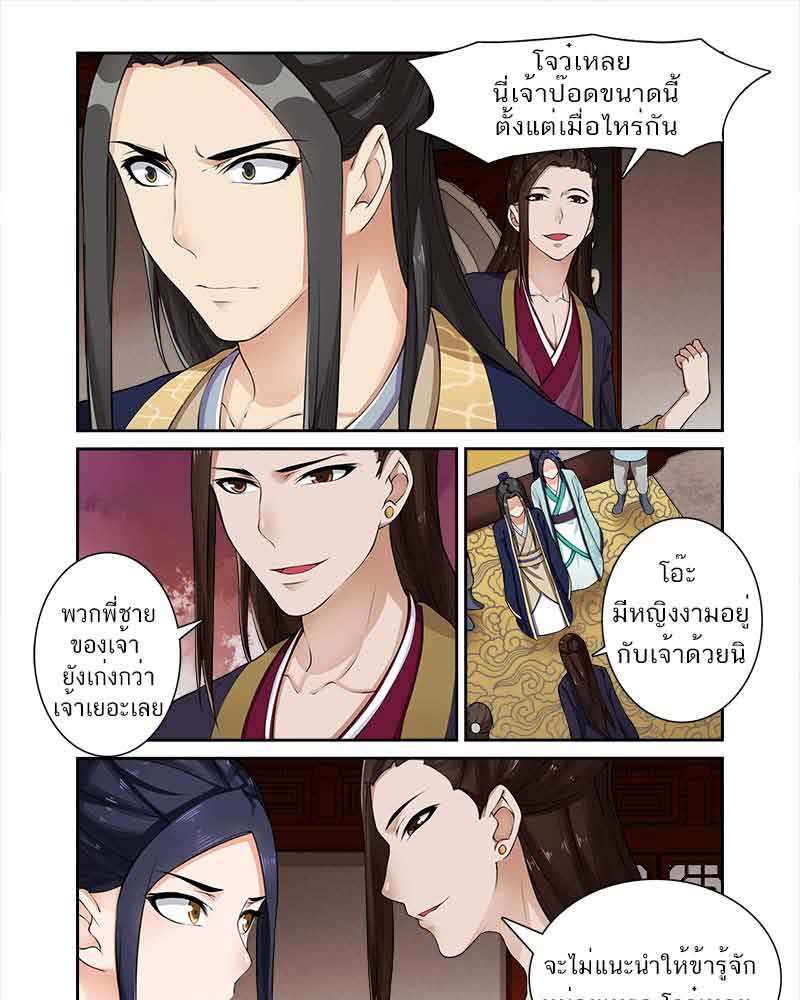 โจว๋เหลย
นี่เจ้าป๊อดขนาดนี้
ตั้งแต่เมื่อไหร่กัน
พวกพี่ชาย
ของเจ้า
ยังเก่งกว่า
เจ้าเยอะเลย
โอ๊ะ
มีหญิงงามอยู่
กับเจ้าด้วยนิ
จะไม่แนะนำให้ข้ารู้จัก